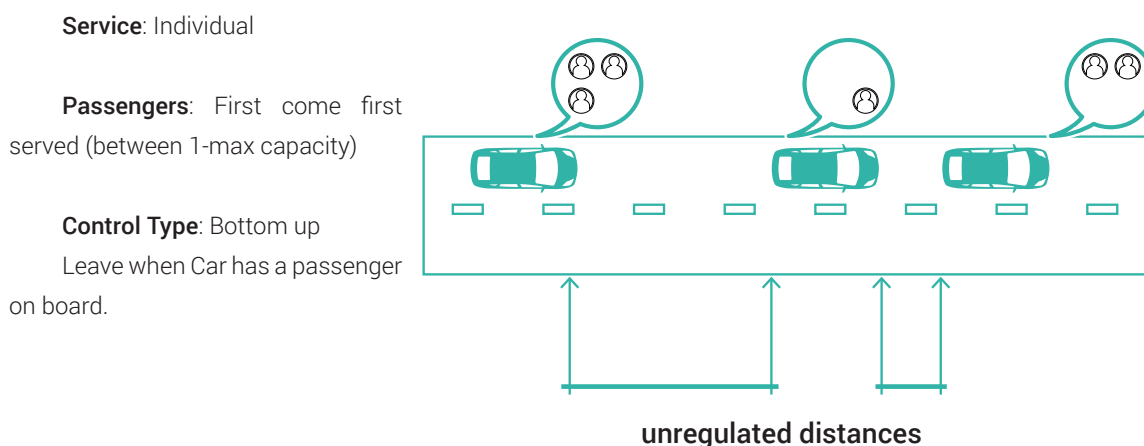 Service: Individual
Passengers: First come first
served (between 1-max capacity)
Control Type: Bottom up
Leave when Car has a passenger
on board.
unregulated distances